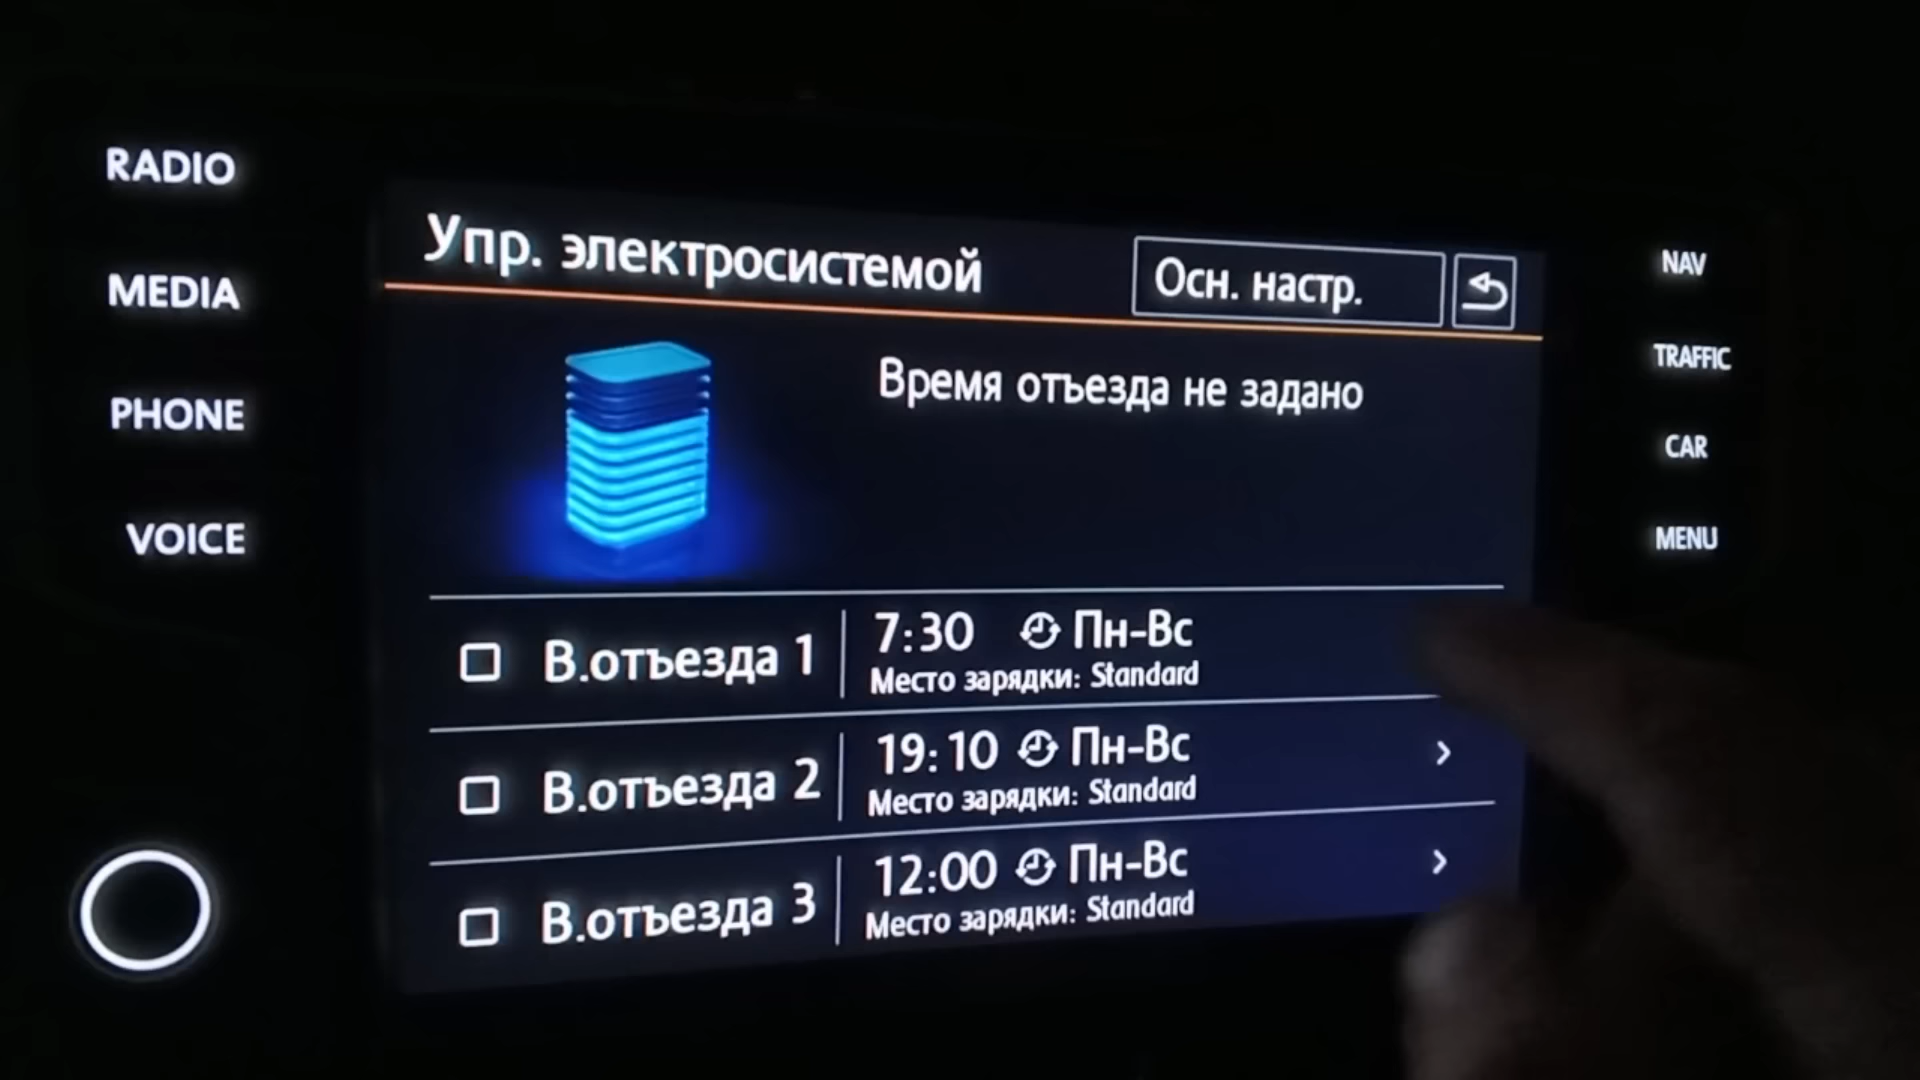 RADIO
MEDIA
PHONE
VOICE
Упр. электросистемой
Осн. настр.
Время отъезда не задано
В.отъезда 1
7:30 Пн-Вс
Место зарядки: Standard
В.отъезда 2
19:10 Пн-Вс
Место зарядки: Standard
В.отъезда 3
12:00 Пн-Вс
Место зарядки: Standard
NAV
TRAFFIC
CAR
MENU